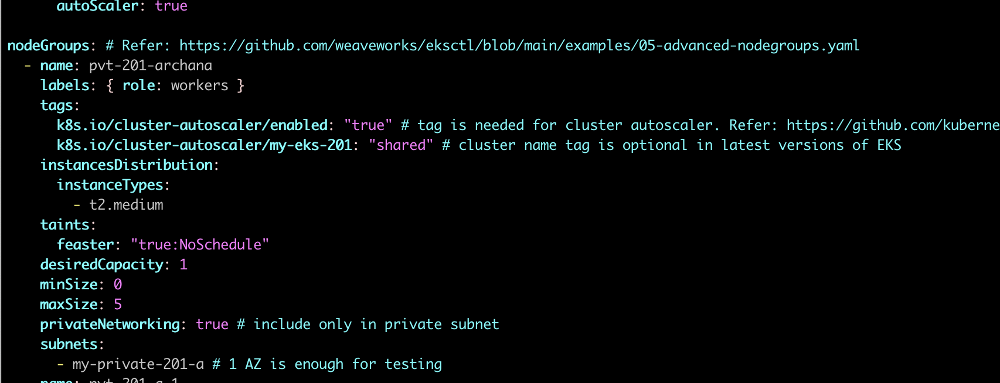 autoScaler: true
nodeGroups: # Refer: https://github.com/weaveworks/eksctl/blob/main/examples/05-advanced-nodegroups.yaml
- name: pvt-201-archana
labels: { role: workers }
tags:
k8s.io/cluster-autoscaler/enabled: "true" # tag is needed for cluster autoscaler. Refer: https://github.com/kuberne
k8s.io/cluster-autoscaler/my-eks-201: "shared" # cluster name tag is optional in latest versions of EKS
instancesDistribution:
instanceTypes:
- t2.medium
taints:
feaster: "true:NoSchedule"
desiredCapacity: 1
minSize: 0
maxSize: 5
privateNetworking: true # include only in private subnet
subnets:
- my-private-201-a # 1 AZ is enough for testing
name: pvt-201-a-1